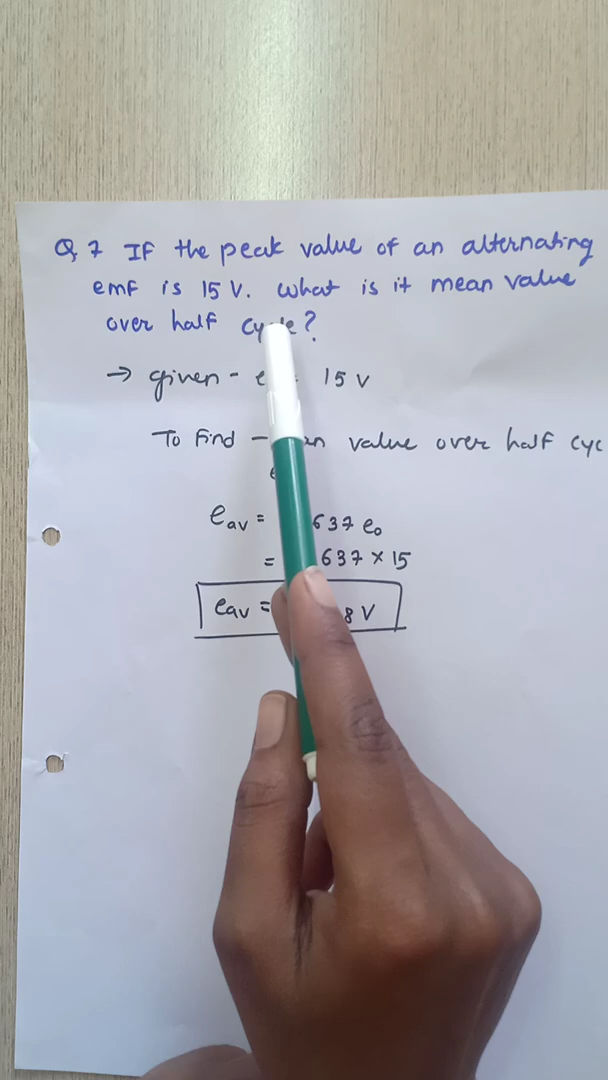 Q 7 If the peak value of an alternating
emf is 15 V. What is it mean value
over half cycle?
→ given - e 15 V
To Find - value over half cyc
eav = 637 e0
= 637 × 15
eav = 8 V